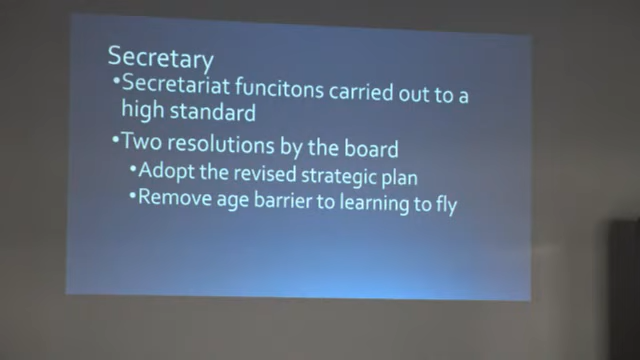 Secretary
•Secretariat funcitons carried out to a
high standard
•Two resolutions by the board
•Adopt the revised strategic plan
•Remove age barrier to learning to fly